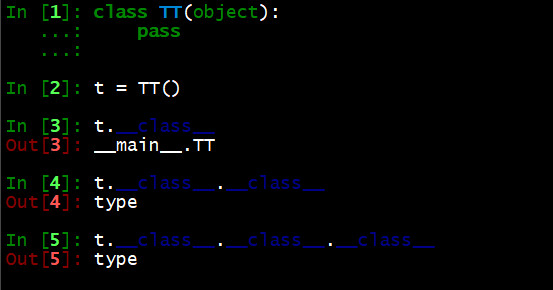 In [1]: class TT(object):
   ...:     pass
   ...:
In [2]: t = TT()
In [3]: t.__class__
Out[3]: __main__.TT
In [4]: t.__class__.__class__
Out[4]: type
In [5]: t.__class__.__class__.__class__
Out[5]: type